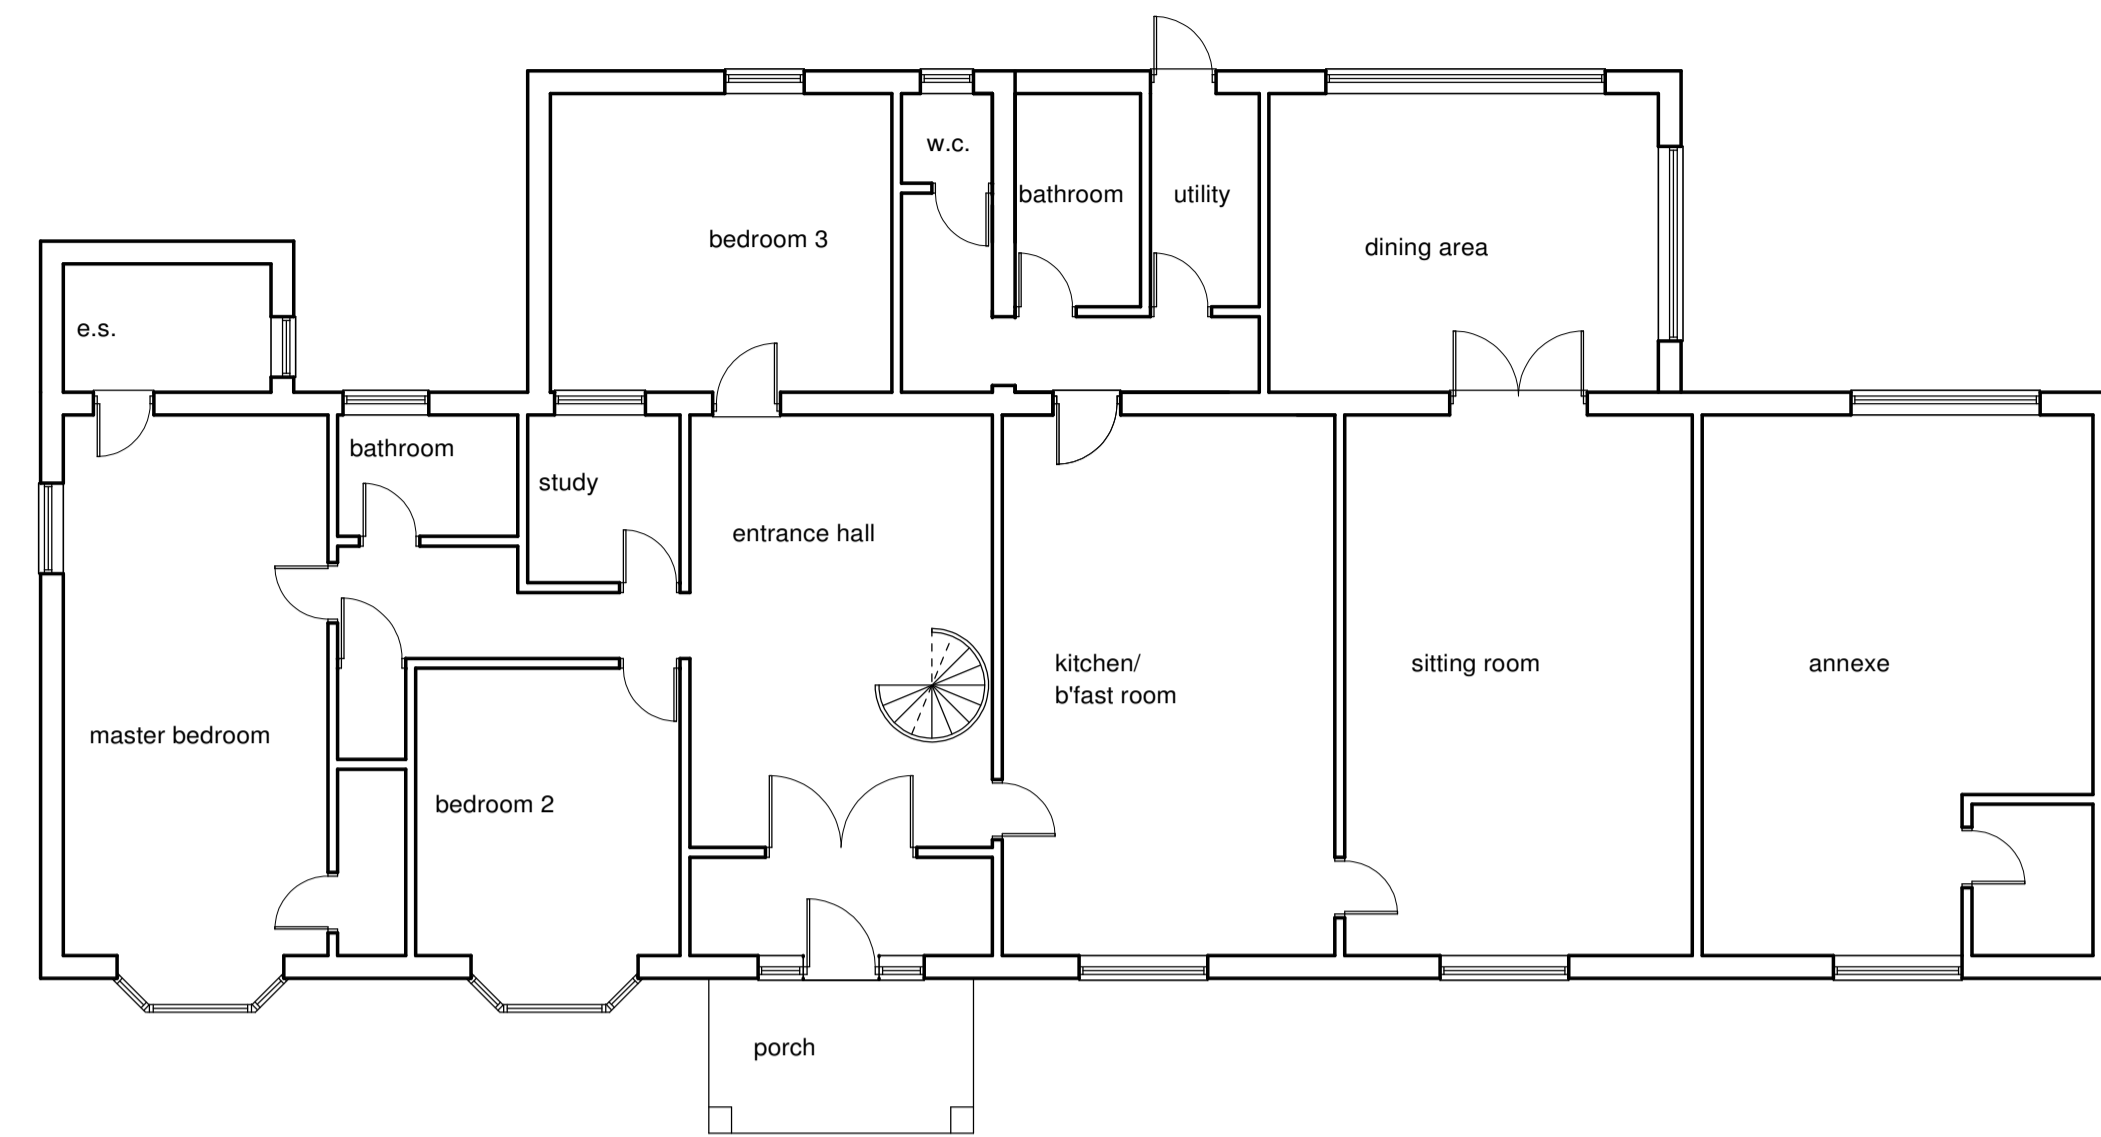 w.c.
bathroom
utility
bedroom 3
dining area
e.s.
bathroom
study
entrance hall
kitchen/
b'fast room
sitting room
annexe
master bedroom
bedroom 2
porch